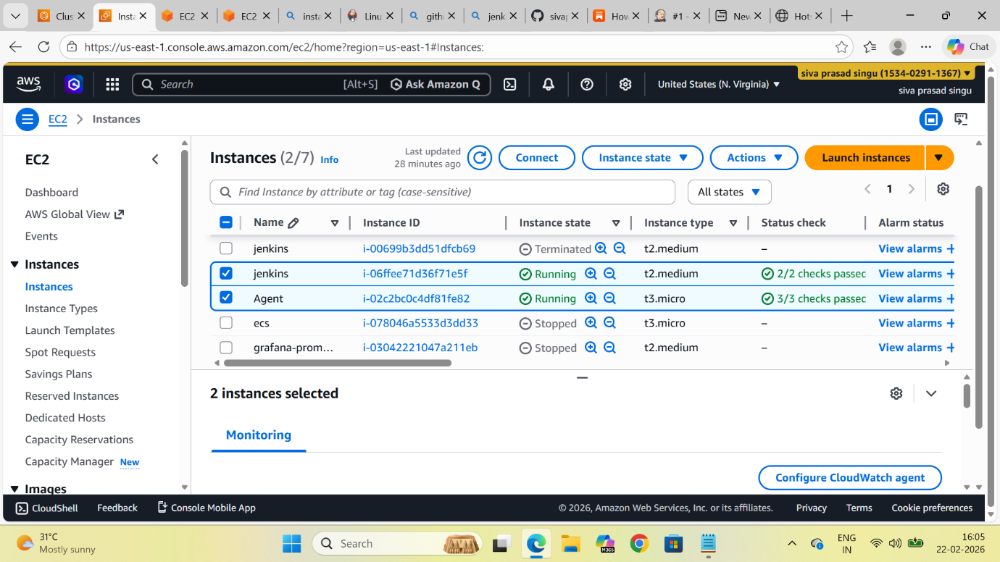 Clus
Insta
EC2
EC2
insta
Linu
githu
jenk
siva
How
#1 -
New
Hots
https://us-east-1.console.aws.amazon.com/ec2/home?region=us-east-1#Instances:
Chat
aws
Search
[Alt+S]
Ask Amazon Q
United States (N. Virginia)
siva prasad singu (1534-0291-1367)
siva prasad singu
EC2
Instances
EC2
Dashboard
AWS Global View
Events
Instances
Instances
Instance Types
Launch Templates
Spot Requests
Savings Plans
Reserved Instances
Dedicated Hosts
Capacity Reservations
Capacity Manager New
Images
Instances (2/7) Info
Last updated
28 minutes ago
Connect
Instance state
Actions
Launch instances
Find Instance by attribute or tag (case-sensitive)
All states
1
Name Instance ID Instance state Instance type Status check Alarm status
jenkins i-00699b3dd51dfcb69 Terminated t2.medium – View alarms +
jenkins i-06ffee71d36f71e5f Running t2.medium 2/2 checks passed View alarms +
Agent i-02c2bc0c4df81fe82 Running t3.micro 3/3 checks passed View alarms +
ecs i-078046a5533d3dd33 Stopped t3.micro – View alarms +
grafana-prom... i-03042221047a211eb Stopped t2.medium – View alarms +
2 instances selected
Monitoring
Configure CloudWatch agent
CloudShell
Feedback
Console Mobile App
© 2026, Amazon Web Services, Inc. or its affiliates.
Privacy
Terms
Cookie preferences
31°C
Mostly sunny
Search
M365
ENG
IN
16:05
22-02-2026